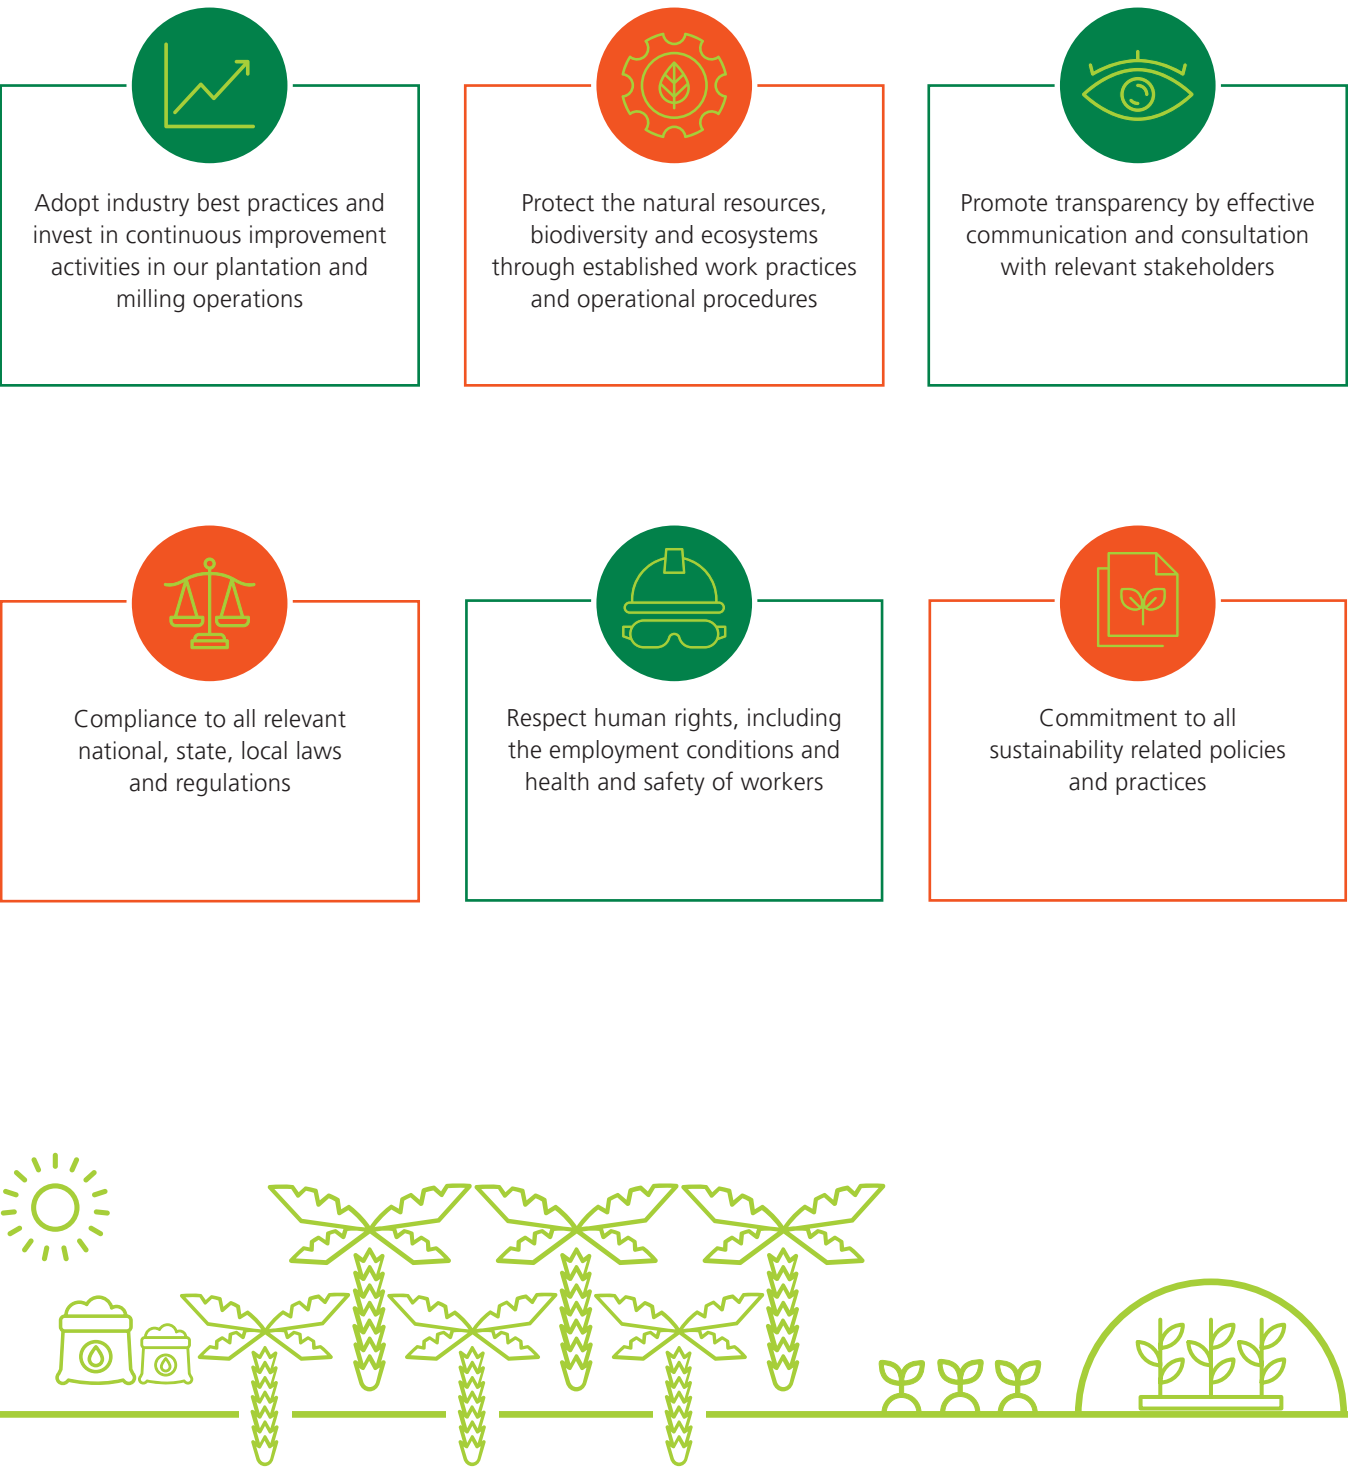 Adopt industry best practices and
invest in continuous improvement
activities in our plantation and
milling operations
Protect the natural resources,
biodiversity and ecosystems
through established work practices
and operational procedures
Promote transparency by effective
communication and consultation
with relevant stakeholders
Compliance to all relevant
national, state, local laws
and regulations
Respect human rights, including
the employment conditions and
health and safety of workers
Commitment to all
sustainability related policies
and practices